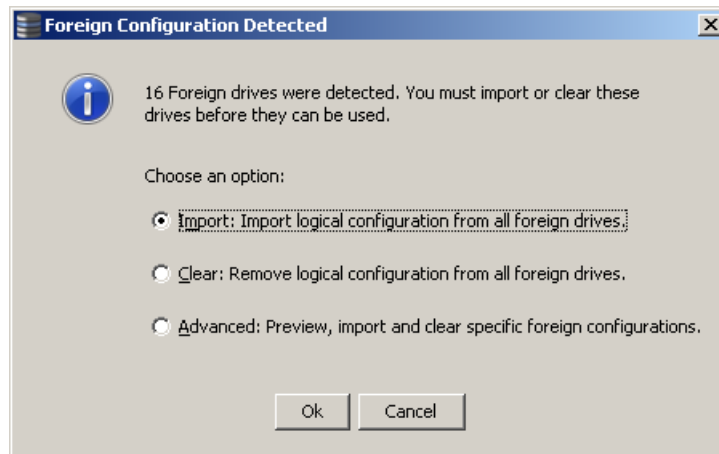 Foreign Configuration Detected
16 Foreign drives were detected. You must import or clear these
drives before they can be used.
Choose an option:
Import: Import logical configuration from all foreign drives.
Clear: Remove logical configuration from all foreign drives.
Advanced: Preview, import and clear specific foreign configurations.
Ok Cancel